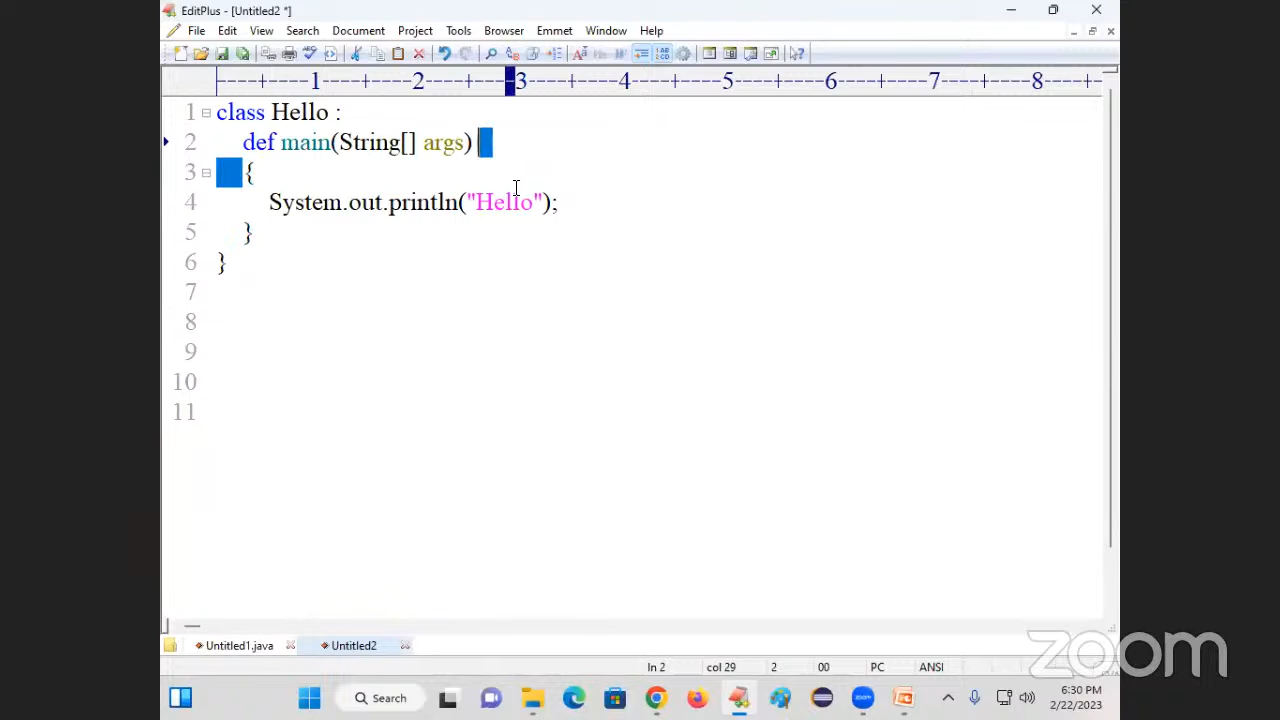 EditPlus - [Untitled2 *]
File Edit View Search Document Project Tools Browser Emmet Window Help
----+----1----+----2----+----3----+----4----+----5----+----6----+----7----+----8----+-
1 class Hello :
2 def main(String[] args)
3 {
4 System.out.println("Hello");
5 }
6 }
7
8
9
10
11
Untitled1.java Untitled2
ln 2 col 29 2 00 PC ANSI
zoom
Search
6:30 PM
2/22/2023